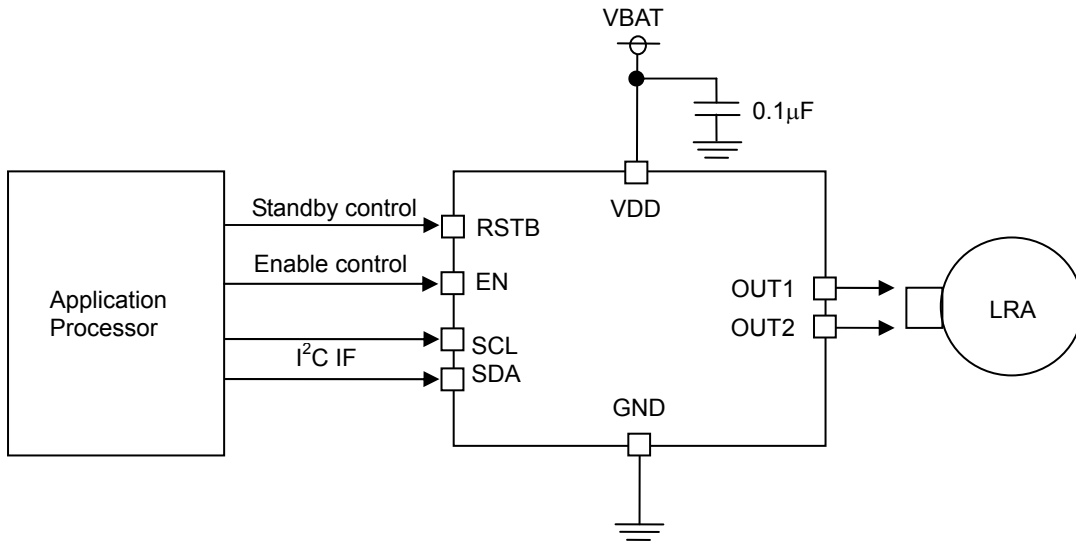 VBAT
0.1μF
VDD
Standby control
RSTB
Enable control
EN
Application
Processor
SCL
I²C IF
SDA
OUT1
OUT2
LRA
GND